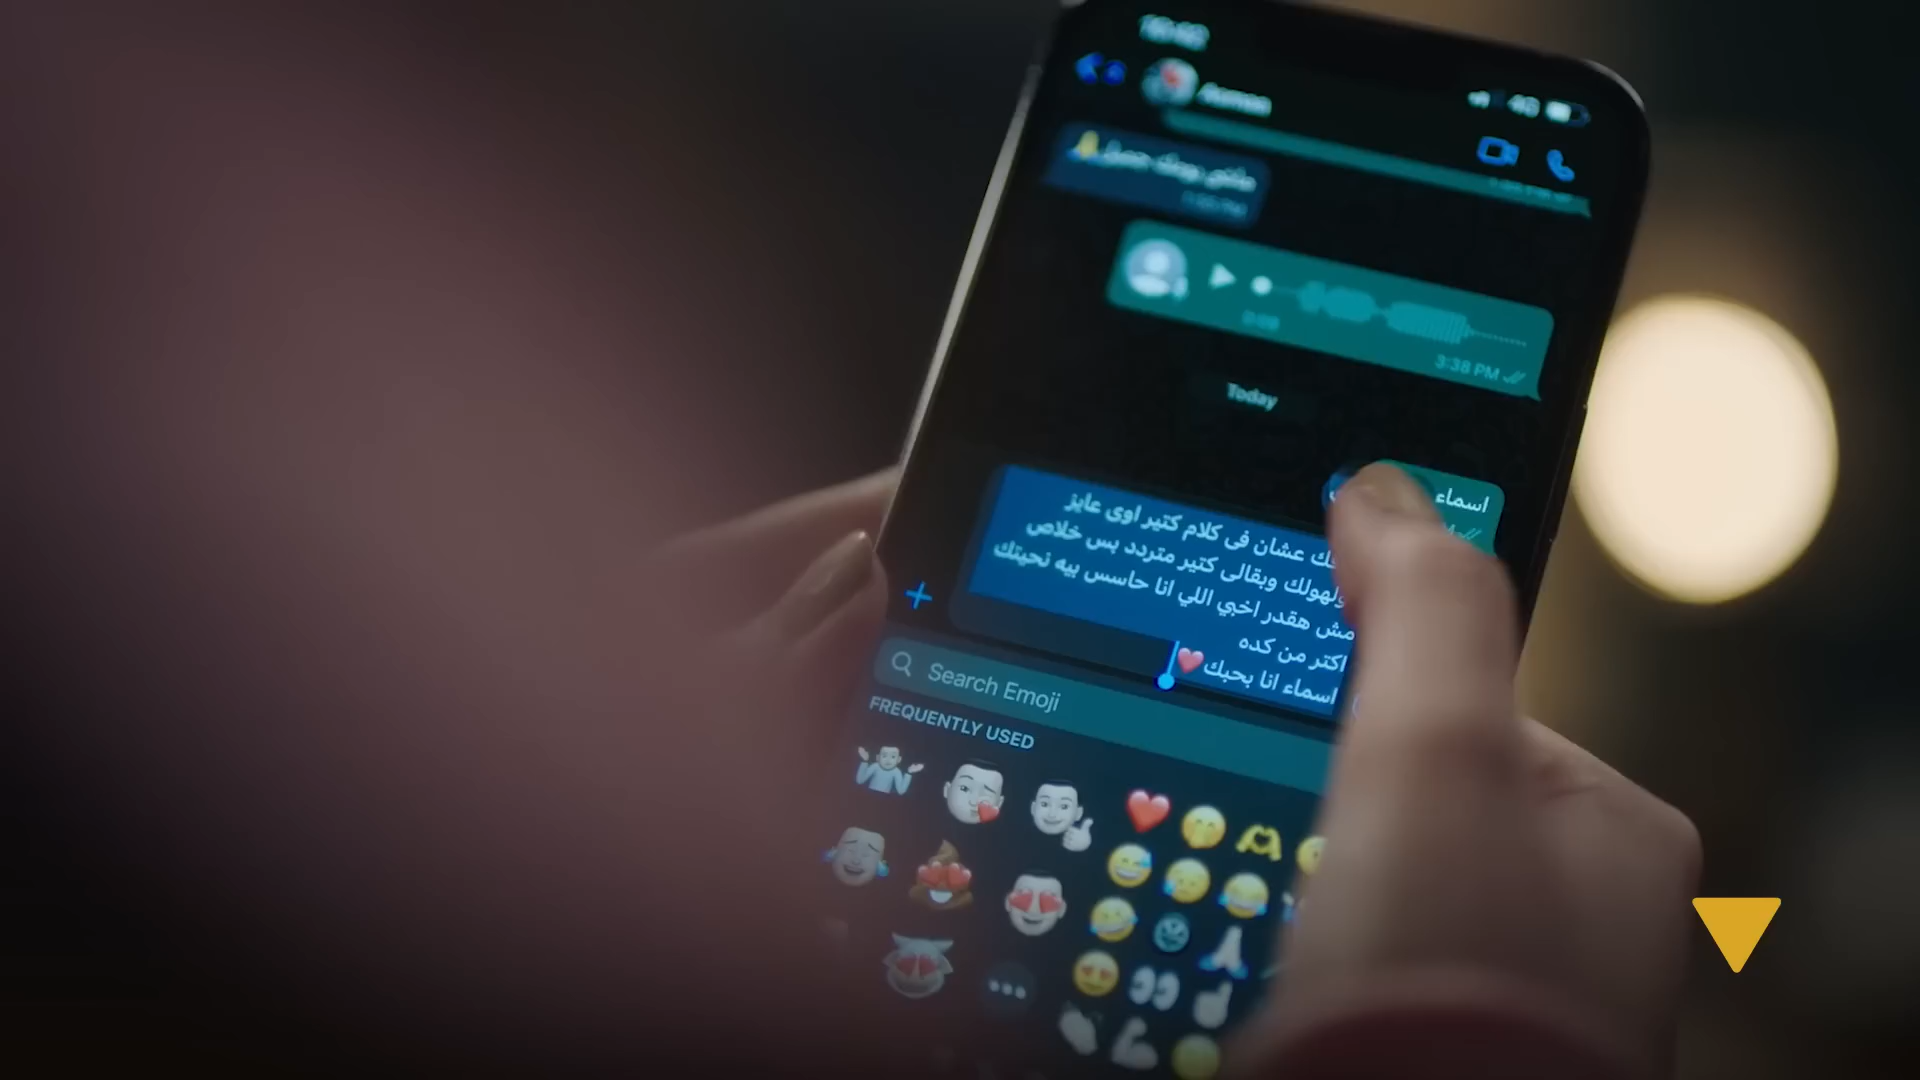 4G
3:38 PM
Today
اسماء
عشان فى كلام كتير اوى عايز
وبقالى كتير متردد بس خلاص
مش هقدر اخبي اللي انا حاسس بيه نحيتك
اكتر من كده
اسماء انا بحبك❤️
Search Emoji
FREQUENTLY USED